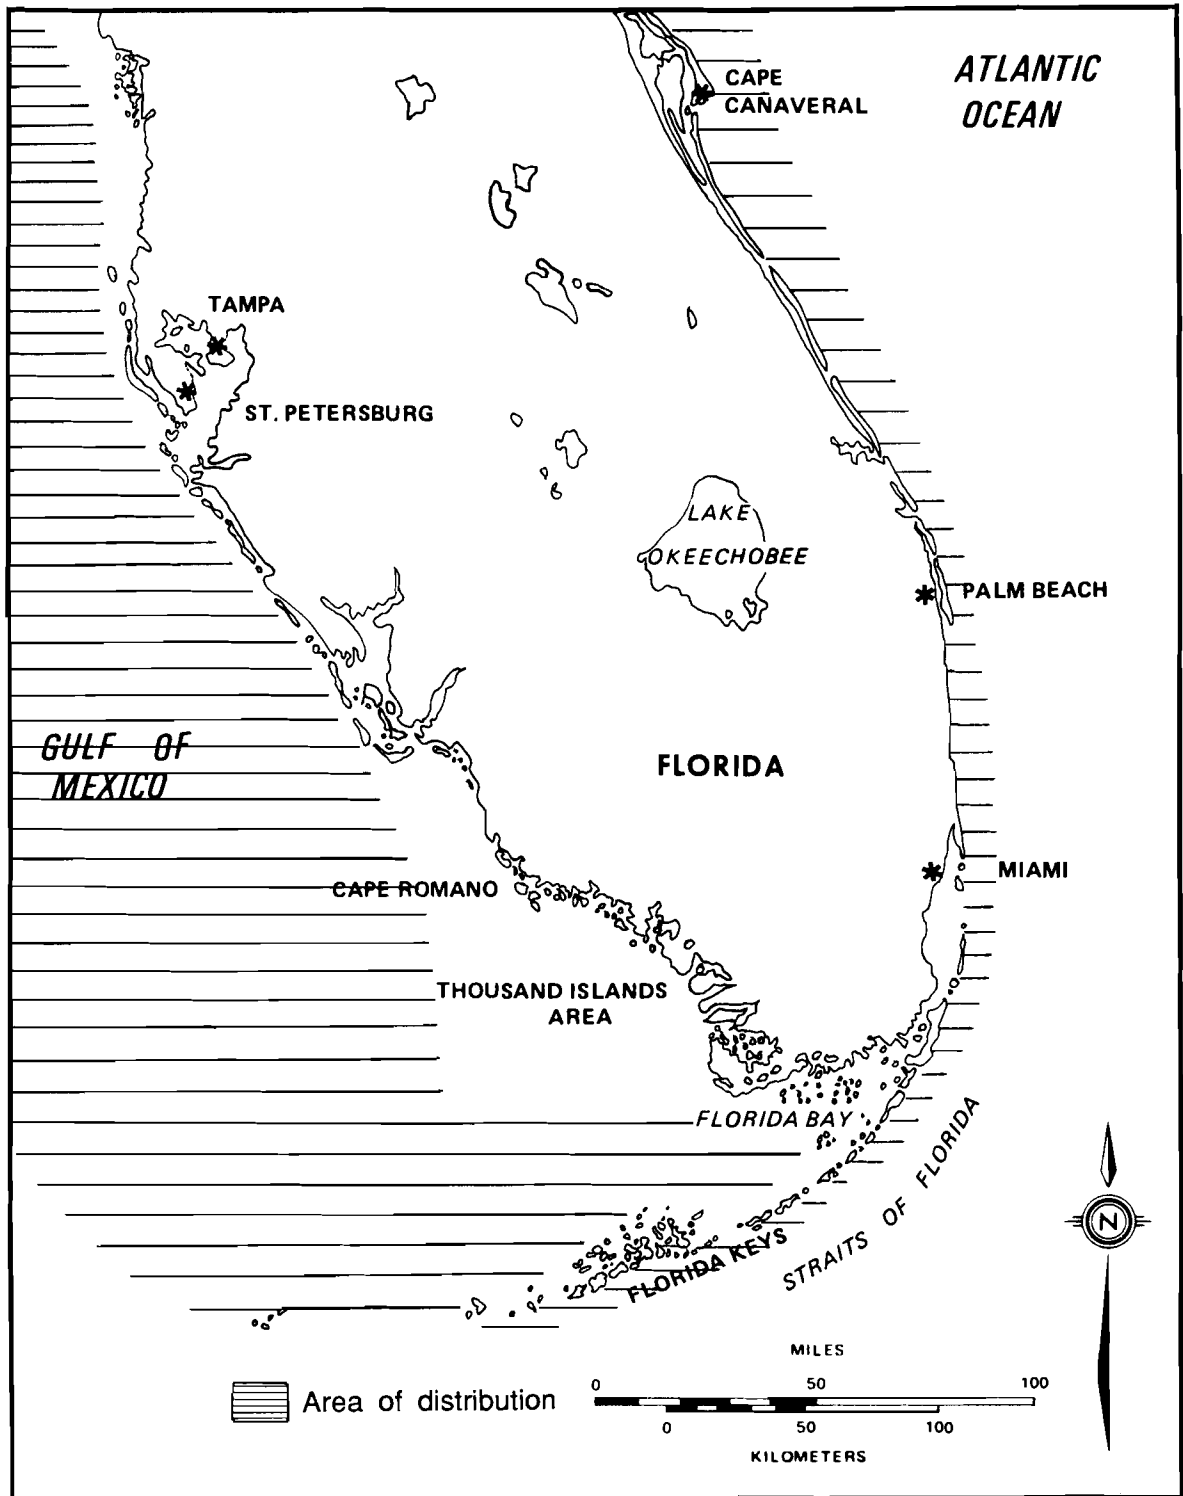 ATLANTIC
OCEAN
CAPE
CAÑAVERAL
TAMPA
ST. PETERSBURG
LAKE
OKEECHOBEE
PALM BEACH
GULF OF
MEXICO
FLORIDA
MIAMI
CAPE ROMANO
THOUSAND ISLANDS
AREA
FLORIDA BAY
STRAITS OF FLORIDA
FLORIDA KEYS
N
MILES
0 50 100
Area of distribution
0 50 100
KILOMETERS